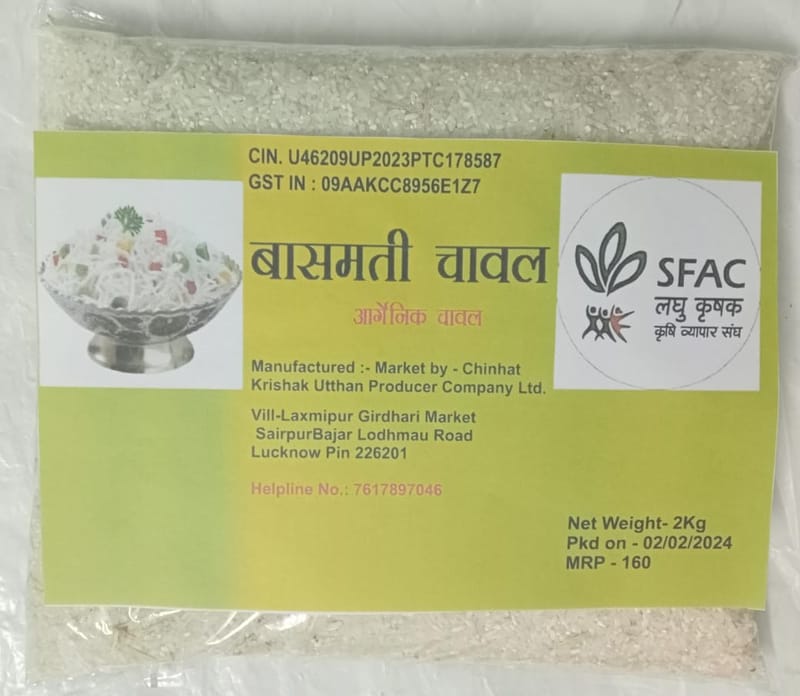 CIN. U46209UP2023PTC178587
GST IN : 09AAKCC8956E1Z7
बासमती चावल
आर्गैनिक चावल
SFAC
लघु कृषक
कृषि व्यापार संघ
Manufactured :- Market by - Chinhat
Krishak Utthan Producer Company Ltd.
Vill-Laxmipur Girdhari Market
SairpurBajar Lodhmau Road
Lucknow Pin 226201
Helpline No.: 7617897046
Net Weight- 2Kg
Pkd on - 02/02/2024
MRP - 160